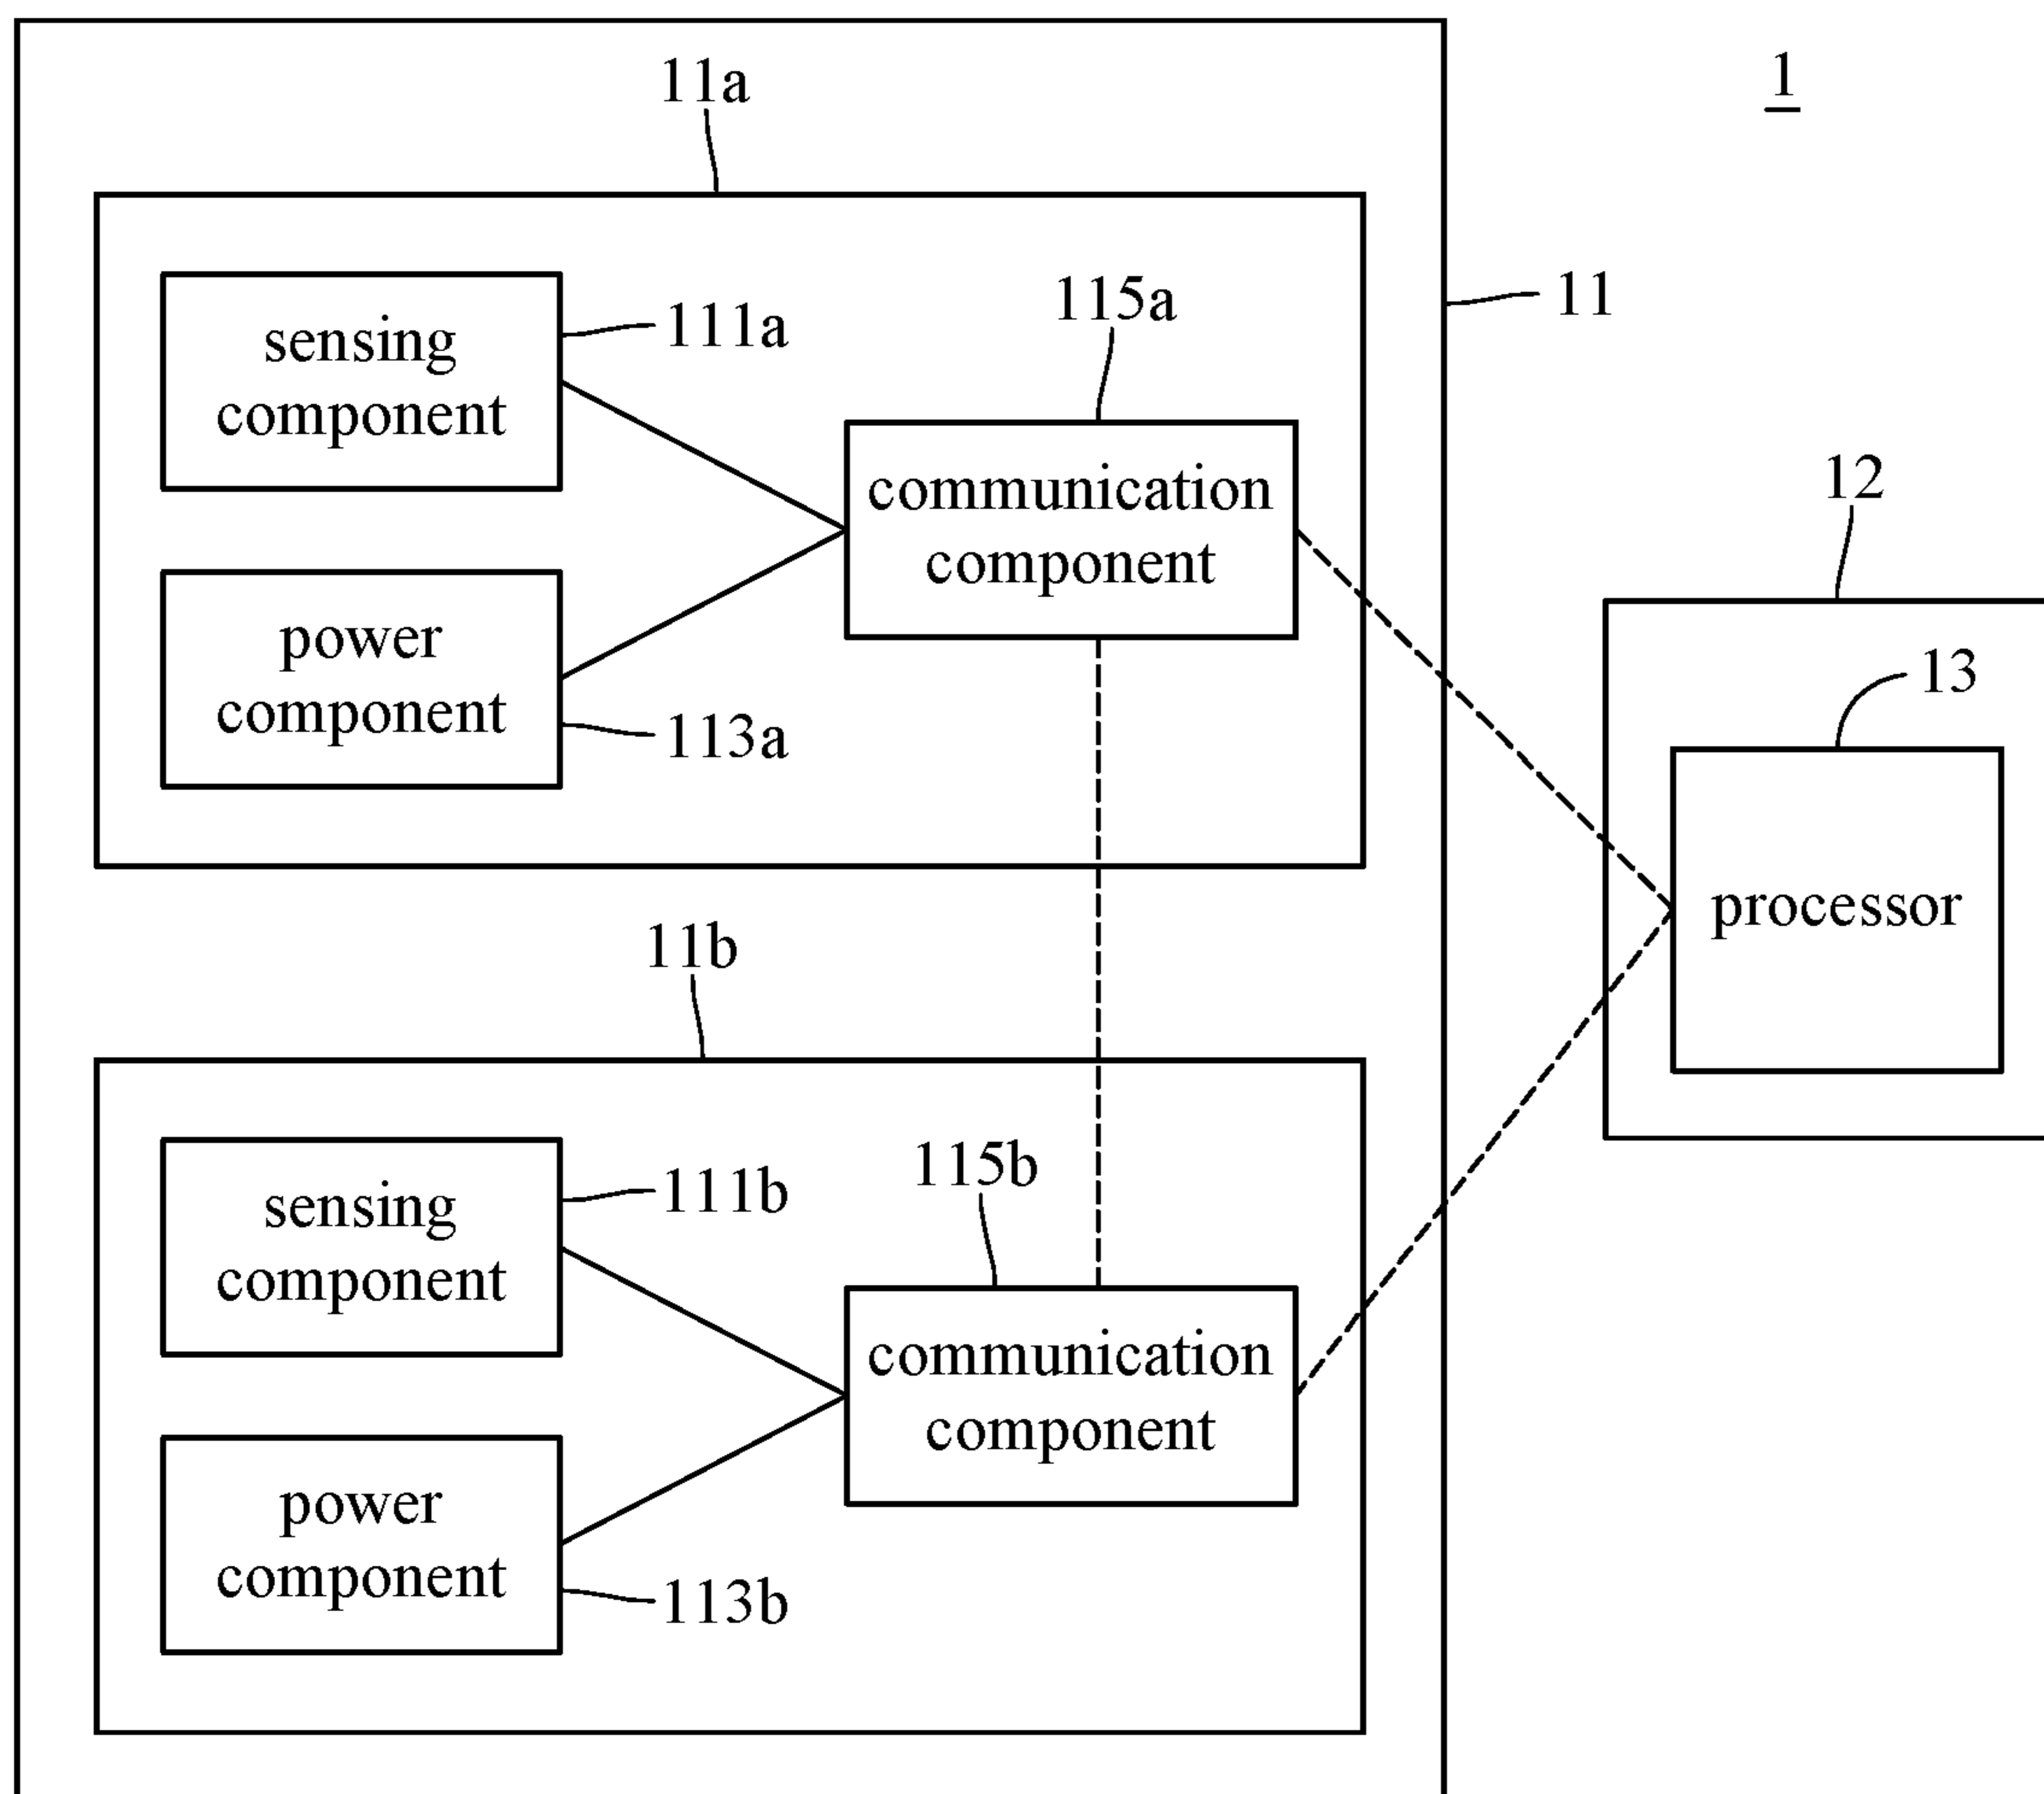 11a
1
sensing
component
111a
115a
11
communication
component
12
power
component
113a
13
processor
11b
sensing
component
111b
115b
communication
component
power
component
113b